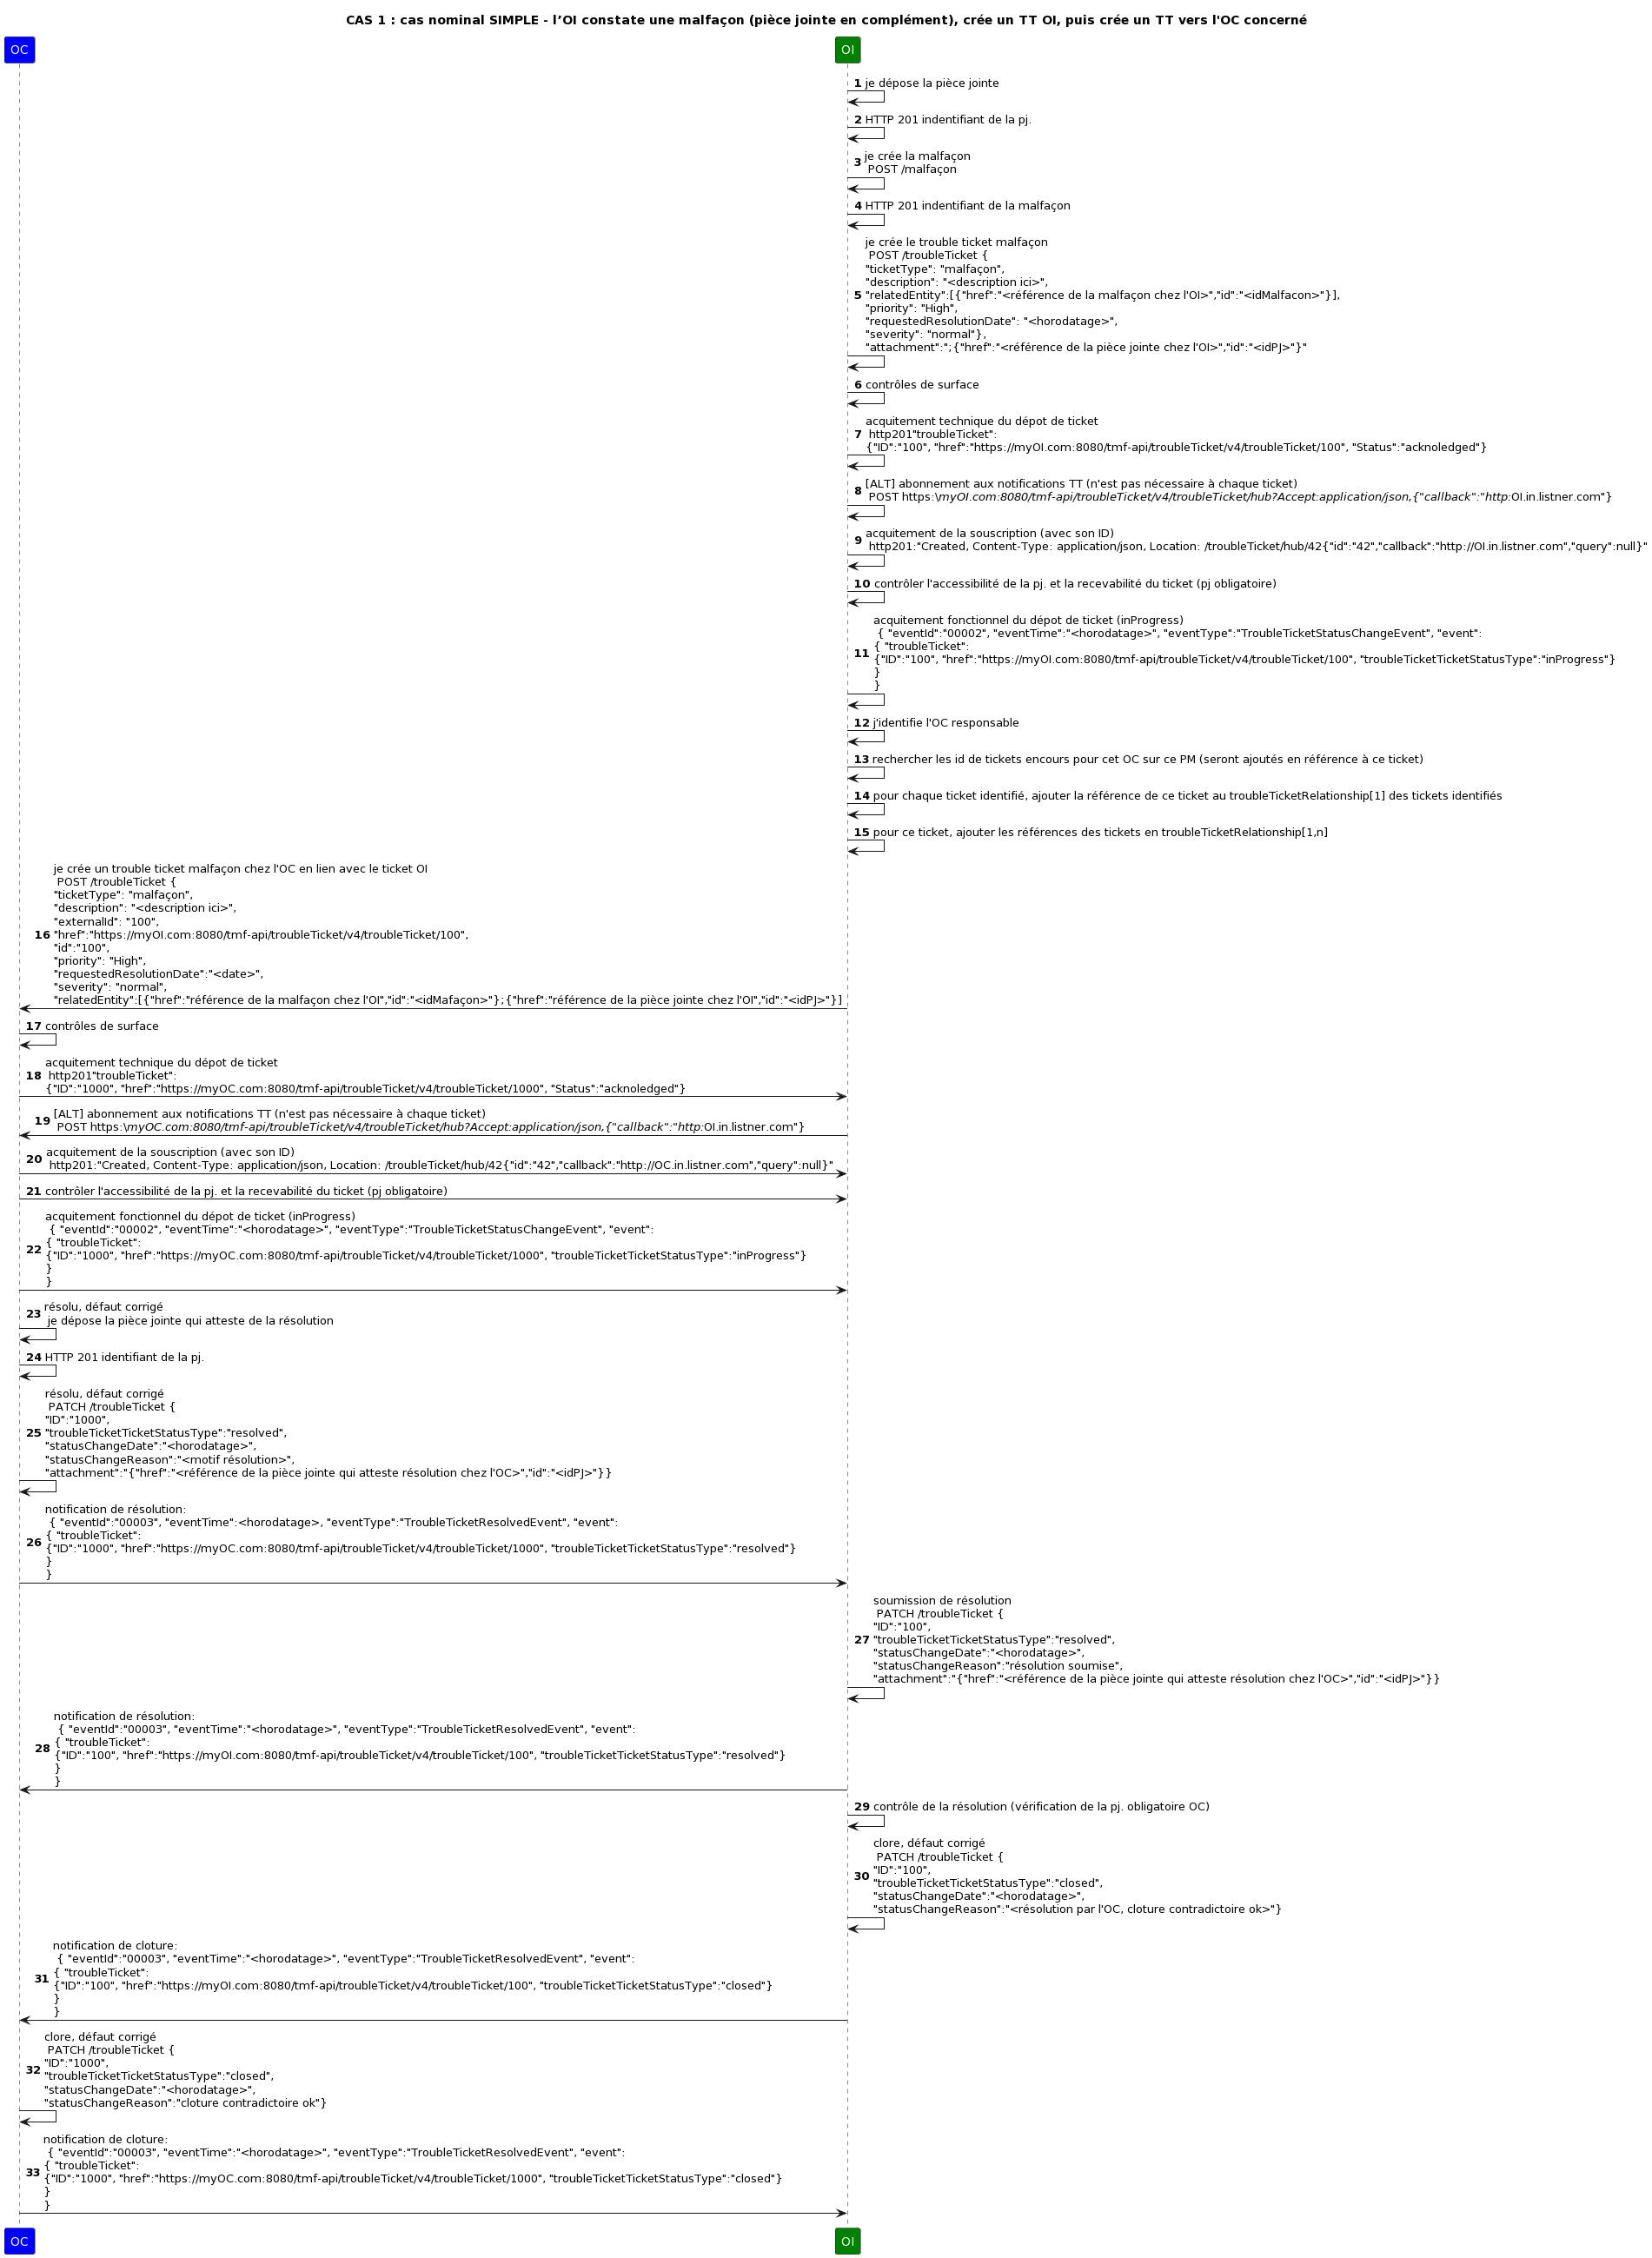 CAS 1 : cas nominal SIMPLE - l’OI constate une malfaçon (pièce jointe en complément), crée un TT OI, puis crée un TT vers l'OC concerné
OC
OI
1 je dépose la pièce jointe
2 HTTP 201 indentifiant de la pj.
je crée la malfaçon
3 POST /malfaçon
4 HTTP 201 indentifiant de la malfaçon
je crée le trouble ticket malfaçon
POST /troubleTicket {
"ticketType": "malfaçon",
"description": "<description ici>",
5 "relatedEntity":[{"href":"<référence de la malfaçon chez l'OI>","id":"<idMalfacon>"}],
"priority": "High",
"requestedResolutionDate": "<horodatage>",
"severity": "normal"},
"attachment":";{"href":"<référence de la pièce jointe chez l'OI>","id":"<idPJ>"}"
6 contrôles de surface
acquitement technique du dépot de ticket
7 http201"troubleTicket":
{"ID":"100", "href":"https://myOI.com:8080/tmf-api/troubleTicket/v4/troubleTicket/100", "Status":"acknoledged"}
8 [ALT] abonnement aux notifications TT (n'est pas nécessaire à chaque ticket)
POST https:\myOI.com:8080/tmf-api/troubleTicket/v4/troubleTicket/hub?Accept:application/json,{"callback":"http:OI.in.listner.com"}
9 acquitement de la souscription (avec son ID)
http201:"Created, Content-Type: application/json, Location: /troubleTicket/hub/42{"id":"42","callback":"http://OI.in.listner.com","query":null}"
10 contrôler l'accessibilité de la pj. et la recevabilité du ticket (pj obligatoire)
acquitement fonctionnel du dépot de ticket (inProgress)
{ "eventId":"00002", "eventTime":"<horodatage>", "eventType":"TroubleTicketStatusChangeEvent", "event":
{ "troubleTicket":
11 {"ID":"100", "href":"https://myOI.com:8080/tmf-api/troubleTicket/v4/troubleTicket/100", "troubleTicketTicketStatusType":"inProgress"}
}
}
12 j'identifie l'OC responsable
13 rechercher les id de tickets encours pour cet OC sur ce PM (seront ajoutés en référence à ce ticket)
14 pour chaque ticket identifié, ajouter la référence de ce ticket au troubleTicketRelationship[1] des tickets identifiés
15 pour ce ticket, ajouter les références des tickets en troubleTicketRelationship[1,n]
je crée un trouble ticket malfaçon chez l'OC en lien avec le ticket OI
POST /troubleTicket {
"ticketType": "malfaçon",
"description": "<description ici>",
"externalId": "100",
16 "href":"https://myOI.com:8080/tmf-api/troubleTicket/v4/troubleTicket/100",
"id":"100",
"priority": "High",
"requestedResolutionDate":"<date>",
"severity": "normal",
"relatedEntity":[{"href":"référence de la malfaçon chez l'OI","id":"<idMafaçon>"};{"href":"référence de la pièce jointe chez l'OI","id":"<idPJ>"}]
17 contrôles de surface
acquitement technique du dépot de ticket
18 http201"troubleTicket":
{"ID":"1000", "href":"https://myOC.com:8080/tmf-api/troubleTicket/v4/troubleTicket/1000", "Status":"acknoledged"}
19 [ALT] abonnement aux notifications TT (n'est pas nécessaire à chaque ticket)
POST https:\myOC.com:8080/tmf-api/troubleTicket/v4/troubleTicket/hub?Accept:application/json,{"callback":"http:OI.in.listner.com"}
20 acquitement de la souscription (avec son ID)
http201:"Created, Content-Type: application/json, Location: /troubleTicket/hub/42{"id":"42","callback":"http://OC.in.listner.com","query":null}"
21 contrôler l'accessibilité de la pj. et la recevabilité du ticket (pj obligatoire)
acquitement fonctionnel du dépot de ticket (inProgress)
{ "eventId":"00002", "eventTime":"<horodatage>", "eventType":"TroubleTicketStatusChangeEvent", "event":
{ "troubleTicket":
22 {"ID":"1000", "href":"https://myOC.com:8080/tmf-api/troubleTicket/v4/troubleTicket/1000", "troubleTicketTicketStatusType":"inProgress"}
}
}
23 résolu, défaut corrigé
je dépose la pièce jointe qui atteste de la résolution
24 HTTP 201 identifiant de la pj.
résolu, défaut corrigé
PATCH /troubleTicket {
"ID":"1000",
25 "troubleTicketTicketStatusType":"resolved",
"statusChangeDate":"<horodatage>",
"statusChangeReason":"<motif résolution>",
"attachment":"{"href":"<référence de la pièce jointe qui atteste résolution chez l'OC>","id":"<idPJ>"}}
notification de résolution:
{ "eventId":"00003", "eventTime":<horodatage>, "eventType":"TroubleTicketResolvedEvent", "event":
{ "troubleTicket":
26 {"ID":"1000", "href":"https://myOC.com:8080/tmf-api/troubleTicket/v4/troubleTicket/1000", "troubleTicketTicketStatusType":"resolved"}
}
}
soumission de résolution
PATCH /troubleTicket {
"ID":"100",
27 "troubleTicketTicketStatusType":"resolved",
"statusChangeDate":"<horodatage>",
"statusChangeReason":"résolution soumise",
"attachment":"{"href":"<référence de la pièce jointe qui atteste résolution chez l'OC>","id":"<idPJ>"}}
notification de résolution:
{ "eventId":"00003", "eventTime":"<horodatage>", "eventType":"TroubleTicketResolvedEvent", "event":
{ "troubleTicket":
28 {"ID":"100", "href":"https://myOI.com:8080/tmf-api/troubleTicket/v4/troubleTicket/100", "troubleTicketTicketStatusType":"resolved"}
}
}
29 contrôle de la résolution (vérification de la pj. obligatoire OC)
clore, défaut corrigé
PATCH /troubleTicket {
30 "ID":"100",
"troubleTicketTicketStatusType":"closed",
"statusChangeDate":"<horodatage>",
"statusChangeReason":"<résolution par l'OC, cloture contradictoire ok>"}
notification de cloture:
{ "eventId":"00003", "eventTime":"<horodatage>", "eventType":"TroubleTicketResolvedEvent", "event":
{ "troubleTicket":
31 {"ID":"100", "href":"https://myOI.com:8080/tmf-api/troubleTicket/v4/troubleTicket/100", "troubleTicketTicketStatusType":"closed"}
}
}
clore, défaut corrigé
PATCH /troubleTicket {
32 "ID":"1000",
"troubleTicketTicketStatusType":"closed",
"statusChangeDate":"<horodatage>",
"statusChangeReason":"cloture contradictoire ok"}
notification de cloture:
{ "eventId":"00003", "eventTime":"<horodatage>", "eventType":"TroubleTicketResolvedEvent", "event":
{ "troubleTicket":
33 {"ID":"1000", "href":"https://myOC.com:8080/tmf-api/troubleTicket/v4/troubleTicket/1000", "troubleTicketTicketStatusType":"closed"}
}
}
OC
OI